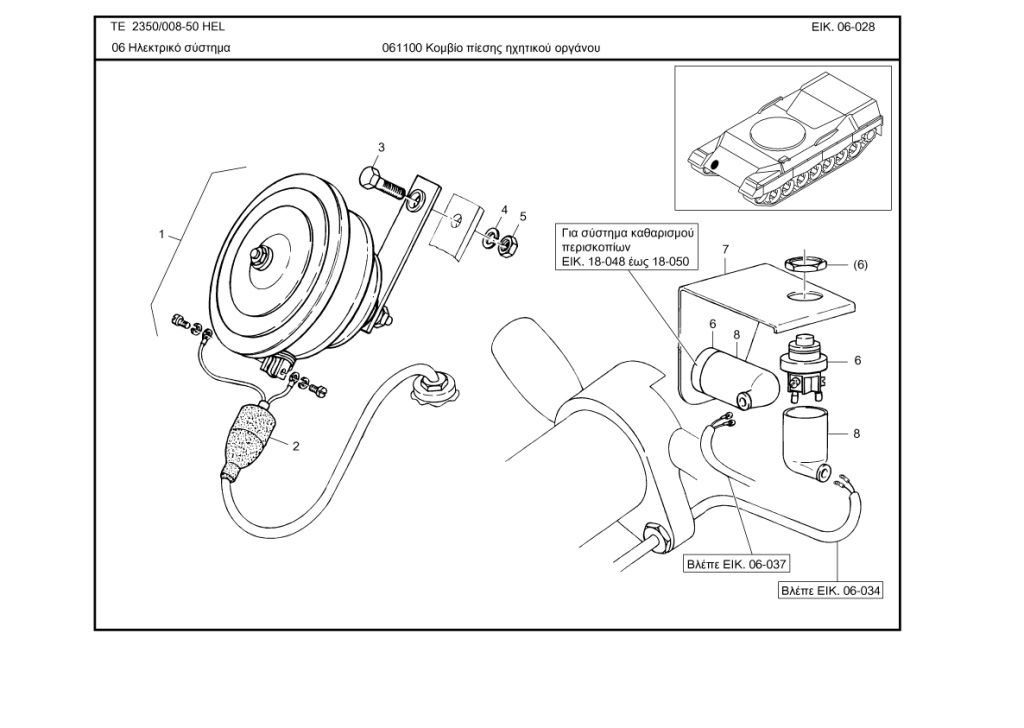 TE 2350/008-50 HEL
ΕΙΚ. 06-028
06 Ηλεκτρικό σύστημα
061100 Κομβίο πίεσης ηχητικού οργάνου
3
1
4
5
Για σύστημα καθαρισμού
περισκοπίων
ΕΙΚ. 18-048 έως 18-050
7
(6)
6
8
6
2
8
Βλέπε ΕΙΚ. 06-037
Βλέπε ΕΙΚ. 06-034